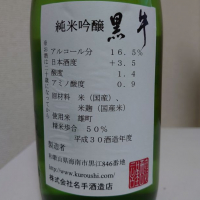 純米吟醸 黒牛
アルコール分 16.5%
日本酒度 +3.5
酸度 1.4
アミノ酸度 0.9
原材料 米(国産)、
米麹(国産米)
使用米 雄町
精米歩合 50%
平成30酒造年度
製造者
和歌山県海南市黒江846番地
http://www.kuroushi.com/
株式会社名手酒造店